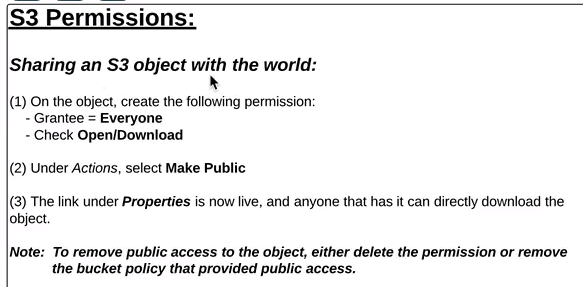 S3 Permissions:
Sharing an S3 object with the world:
(1) On the object, create the following permission:
- Grantee = Everyone
- Check Open/Download
(2) Under Actions, select Make Public
(3) The link under Properties is now live, and anyone that has it can directly download the
object.
Note: To remove public access to the object, either delete the permission or remove
the bucket policy that provided public access.